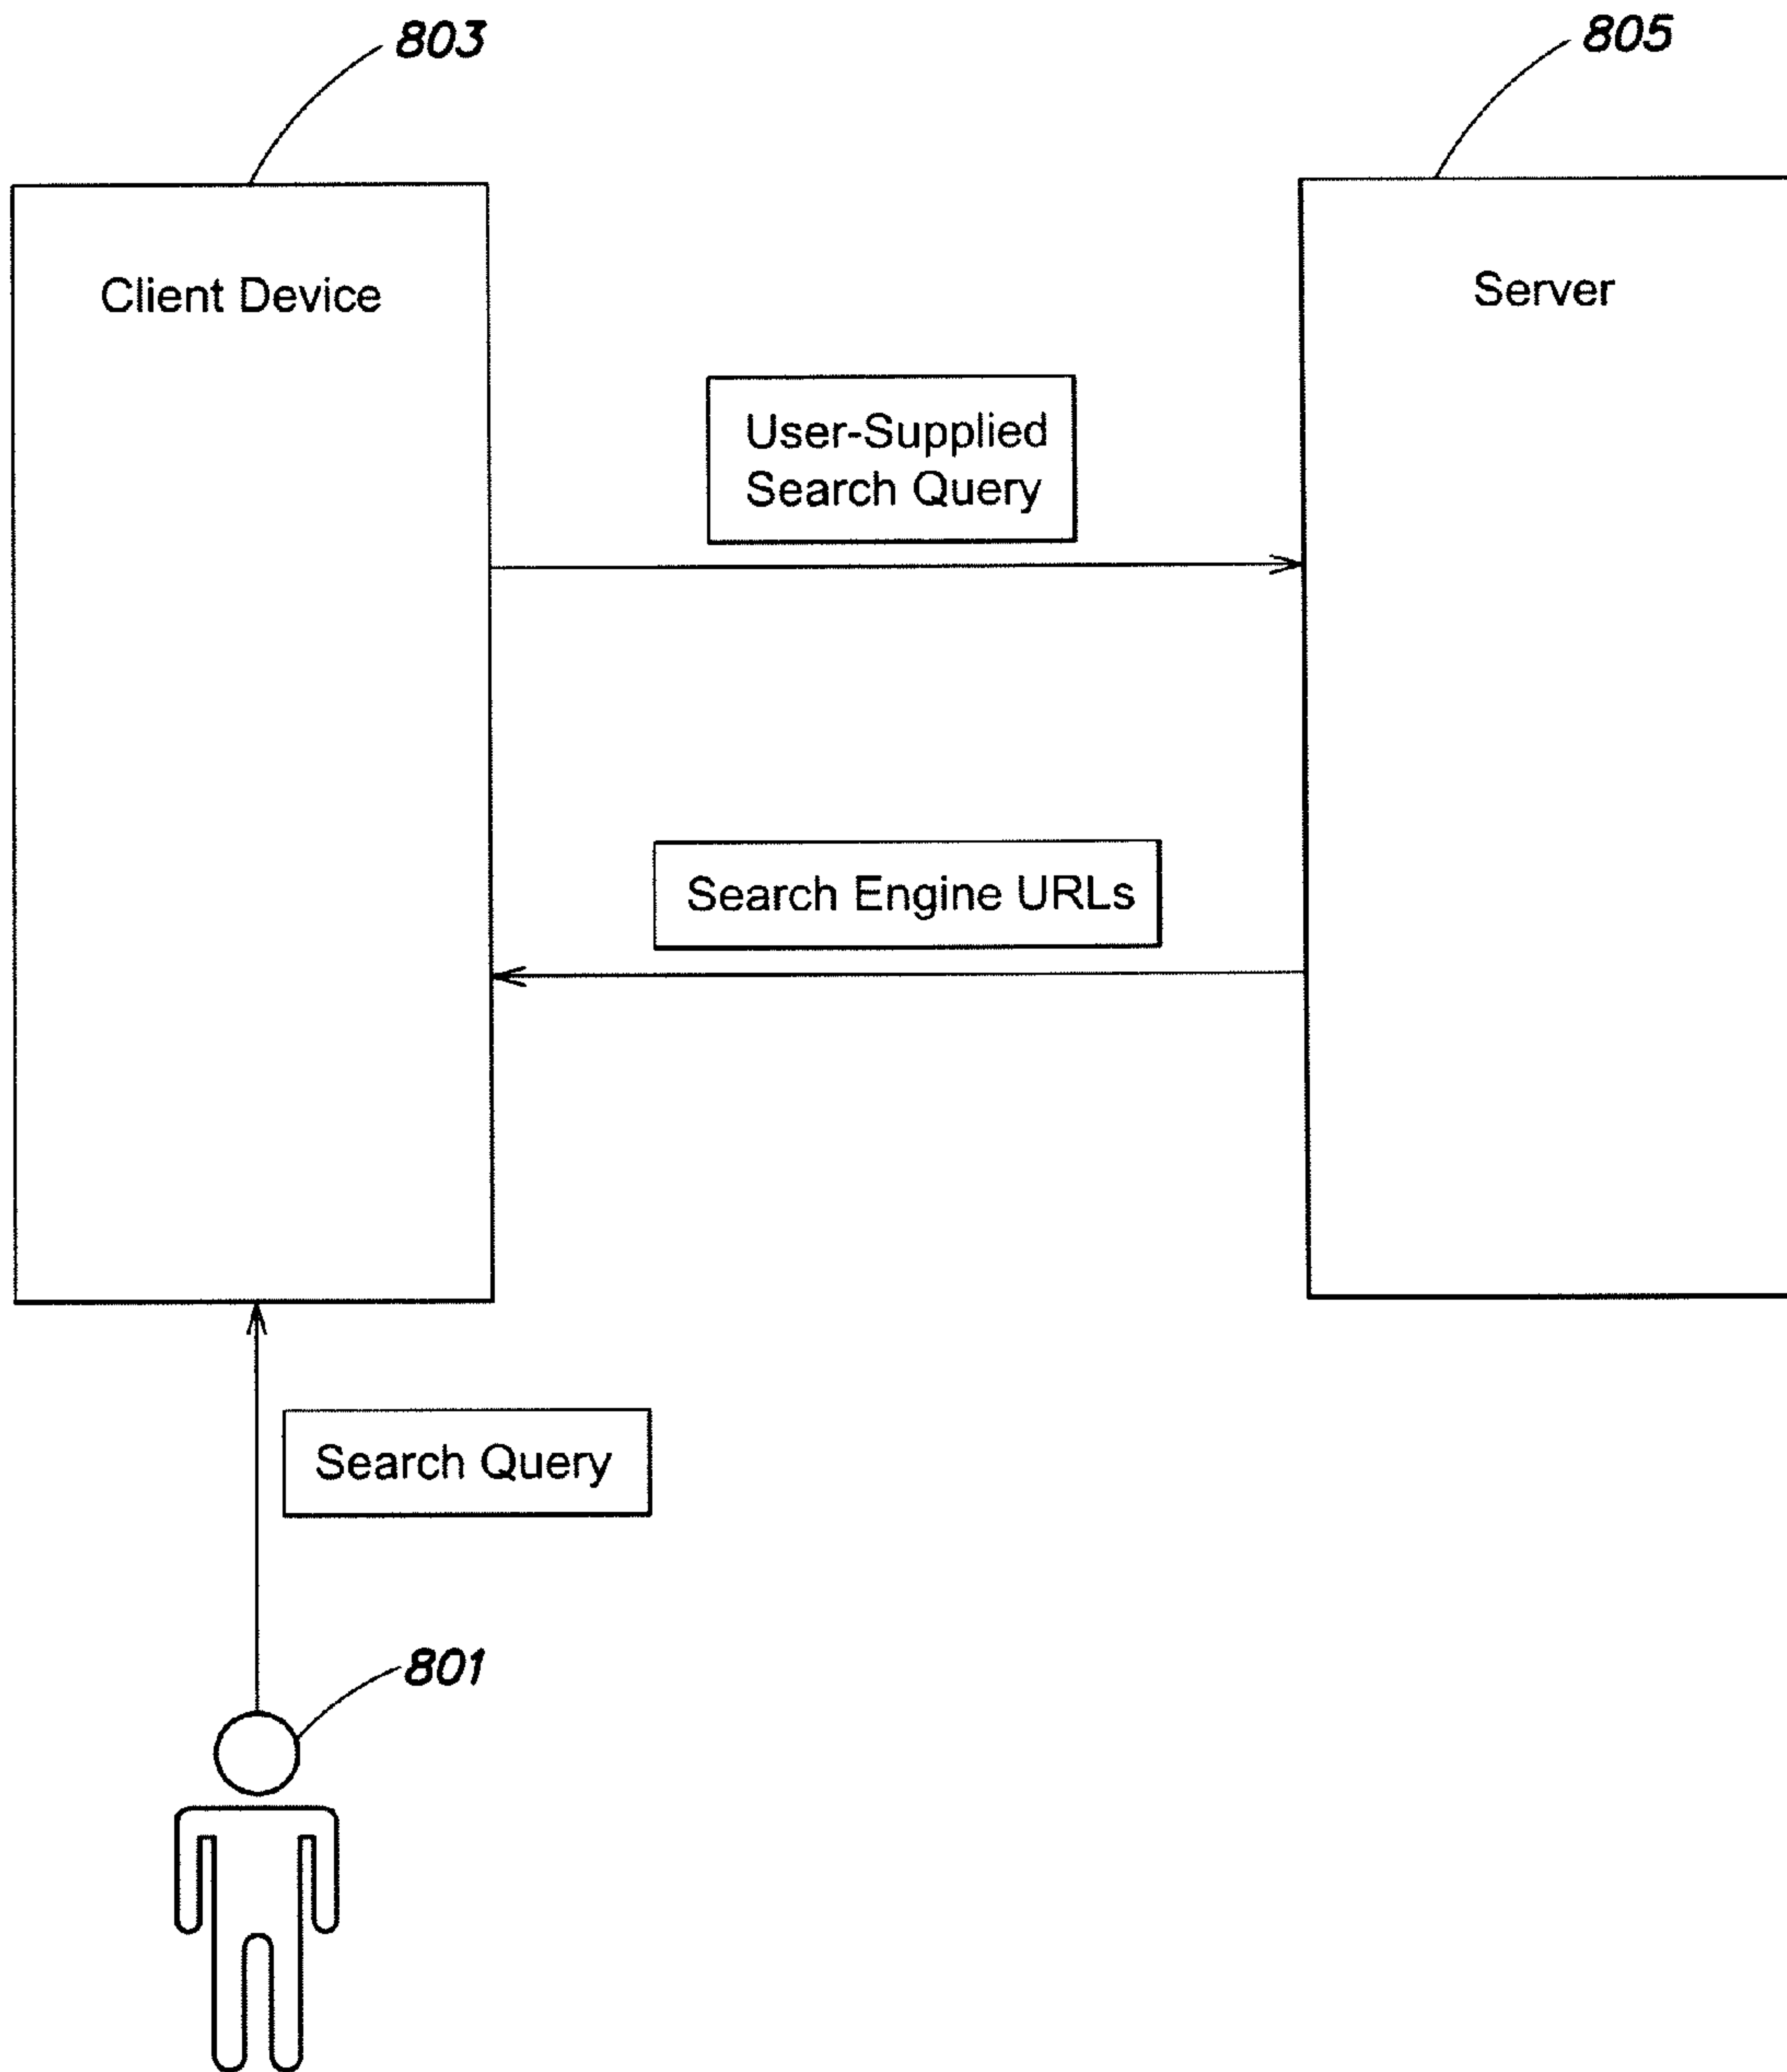 803
805
Client Device
Server
User-Supplied
Search Query
Search Engine URLs
Search Query
801